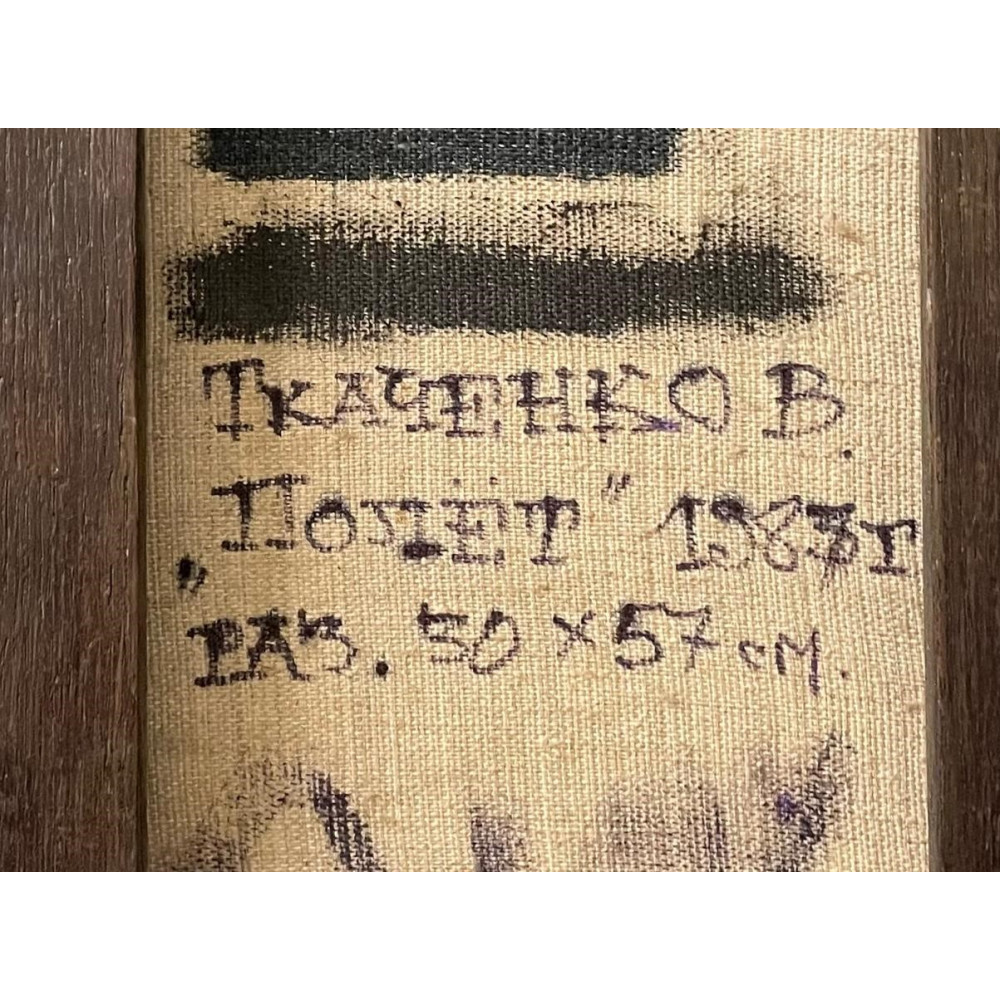 Ткаченко В.
„Полёт" 1983г
раз. 50 × 57 см.